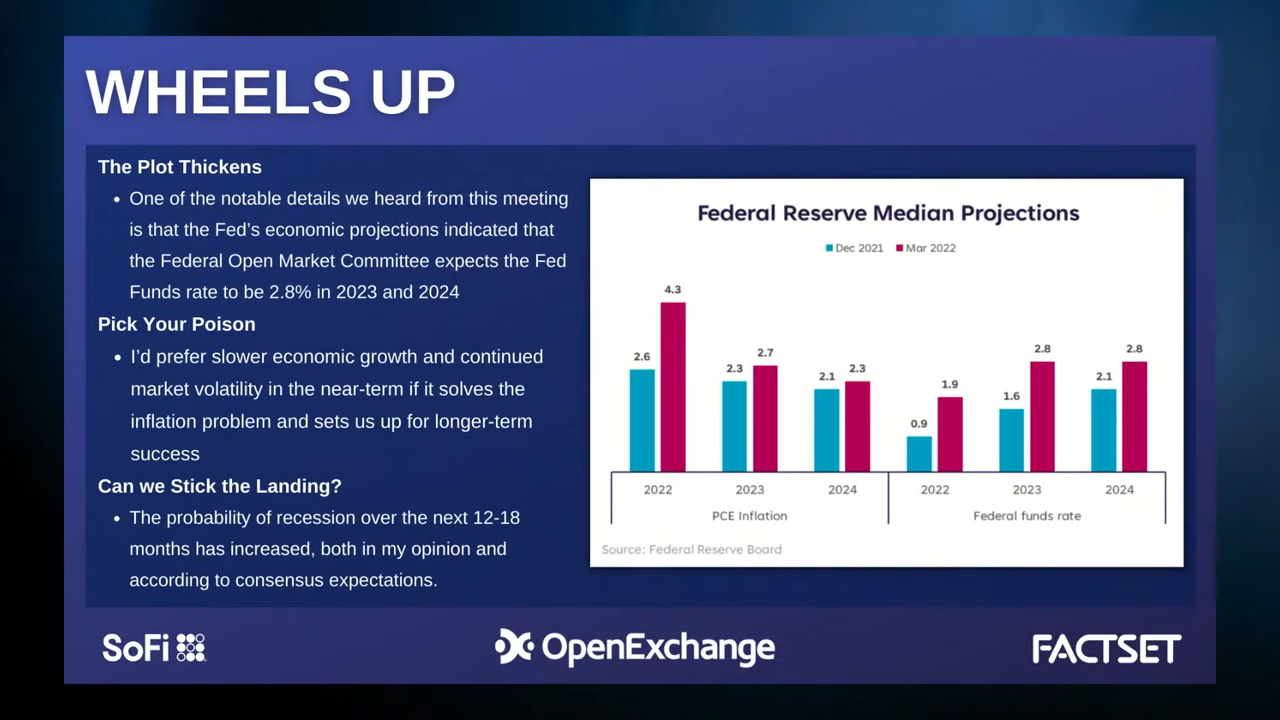 WHEELS UP
The Plot Thickens
• One of the notable details we heard from this meeting
is that the Fed's economic projections indicated that
the Federal Open Market Committee expects the Fed
Funds rate to be 2.8% in 2023 and 2024
Pick Your Poison
• I'd prefer slower economic growth and continued
market volatility in the near-term if it solves the
inflation problem and sets us up for longer-term
success
Can we Stick the Landing?
• The probability of recession over the next 12-18
months has increased, both in my opinion and
according to consensus expectations.
Federal Reserve Median Projections
Dec 2021 Mar 2022
2.6 4.3 2.3 2.7 2.1 2.3 0.9 1.9 1.6 2.8 2.1 2.8
2022 2023 2024 2022 2023 2024
PCE Inflation Federal funds rate
Source: Federal Reserve Board
SoFi OpenExchange FACTSET